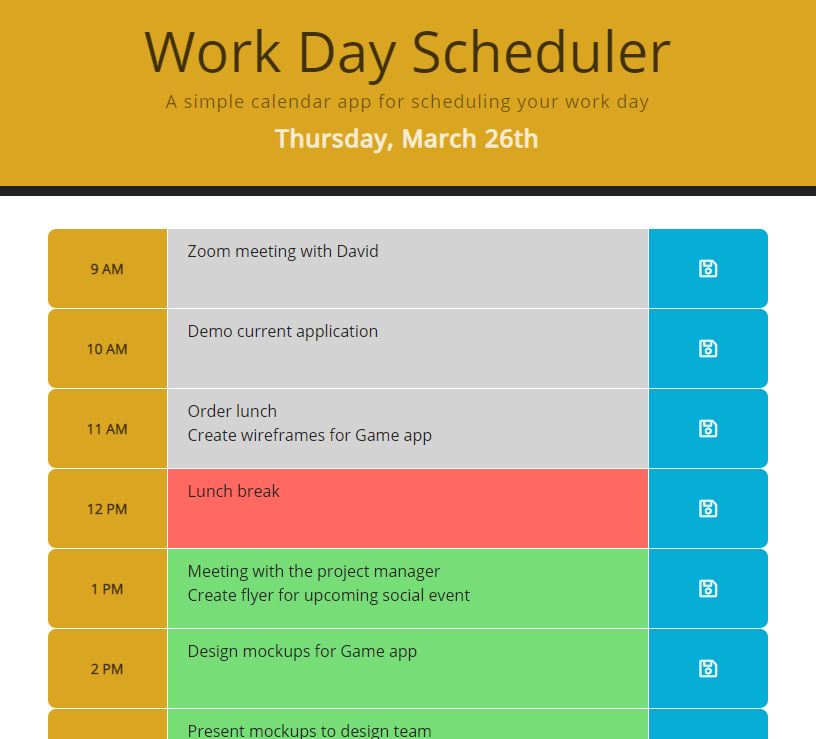 Work Day Scheduler
A simple calendar app for scheduling your work day
Thursday, March 26th
9 AM
Zoom meeting with David
10 AM
Demo current application
11 AM
Order lunch
Create wireframes for Game app
12 PM
Lunch break
1 PM
Meeting with the project manager
Create flyer for upcoming social event
2 PM
Design mockups for Game app
Present mockups to design team